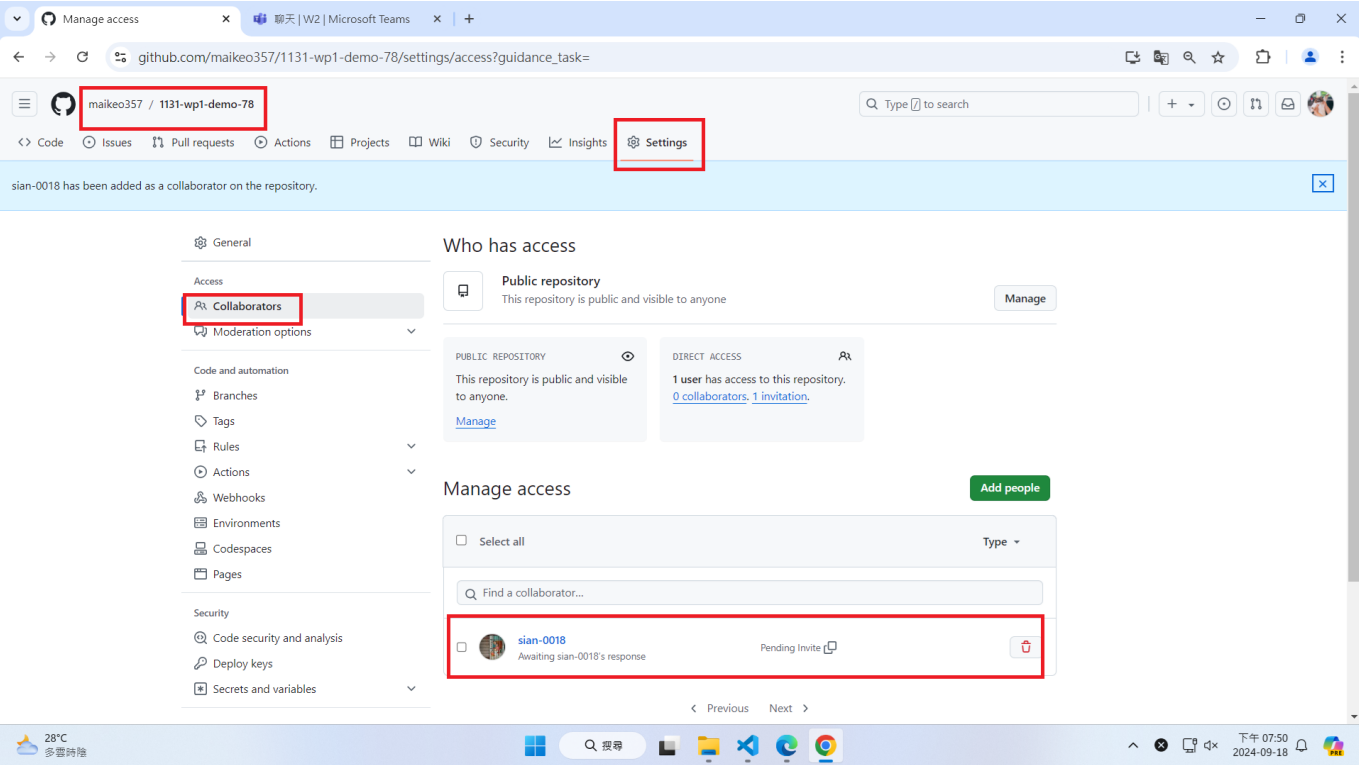 Manage access
聊天 | W2 | Microsoft Teams
github.com/maikeo357/1131-wp1-demo-78/settings/access?guidance_task=
maikeo357 / 1131-wp1-demo-78
Type / to search
Code
Issues
Pull requests
Actions
Projects
Wiki
Security
Insights
Settings
sian-0018 has been added as a collaborator on the repository.
General
Access
Collaborators
Moderation options
Code and automation
Branches
Tags
Rules
Actions
Webhooks
Environments
Codespaces
Pages
Security
Code security and analysis
Deploy keys
Secrets and variables
Who has access
Public repository
This repository is public and visible to anyone
Manage
PUBLIC REPOSITORY
This repository is public and visible
to anyone.
Manage
DIRECT ACCESS
1 user has access to this repository.
0 collaborators. 1 invitation.
Manage access
Add people
Select all
Type
Find a collaborator...
sian-0018
Awaiting sian-0018's response
Pending Invite
Previous
Next
28°C
多雲時陰
搜尋
下午 07:50
2024-09-18
PRE